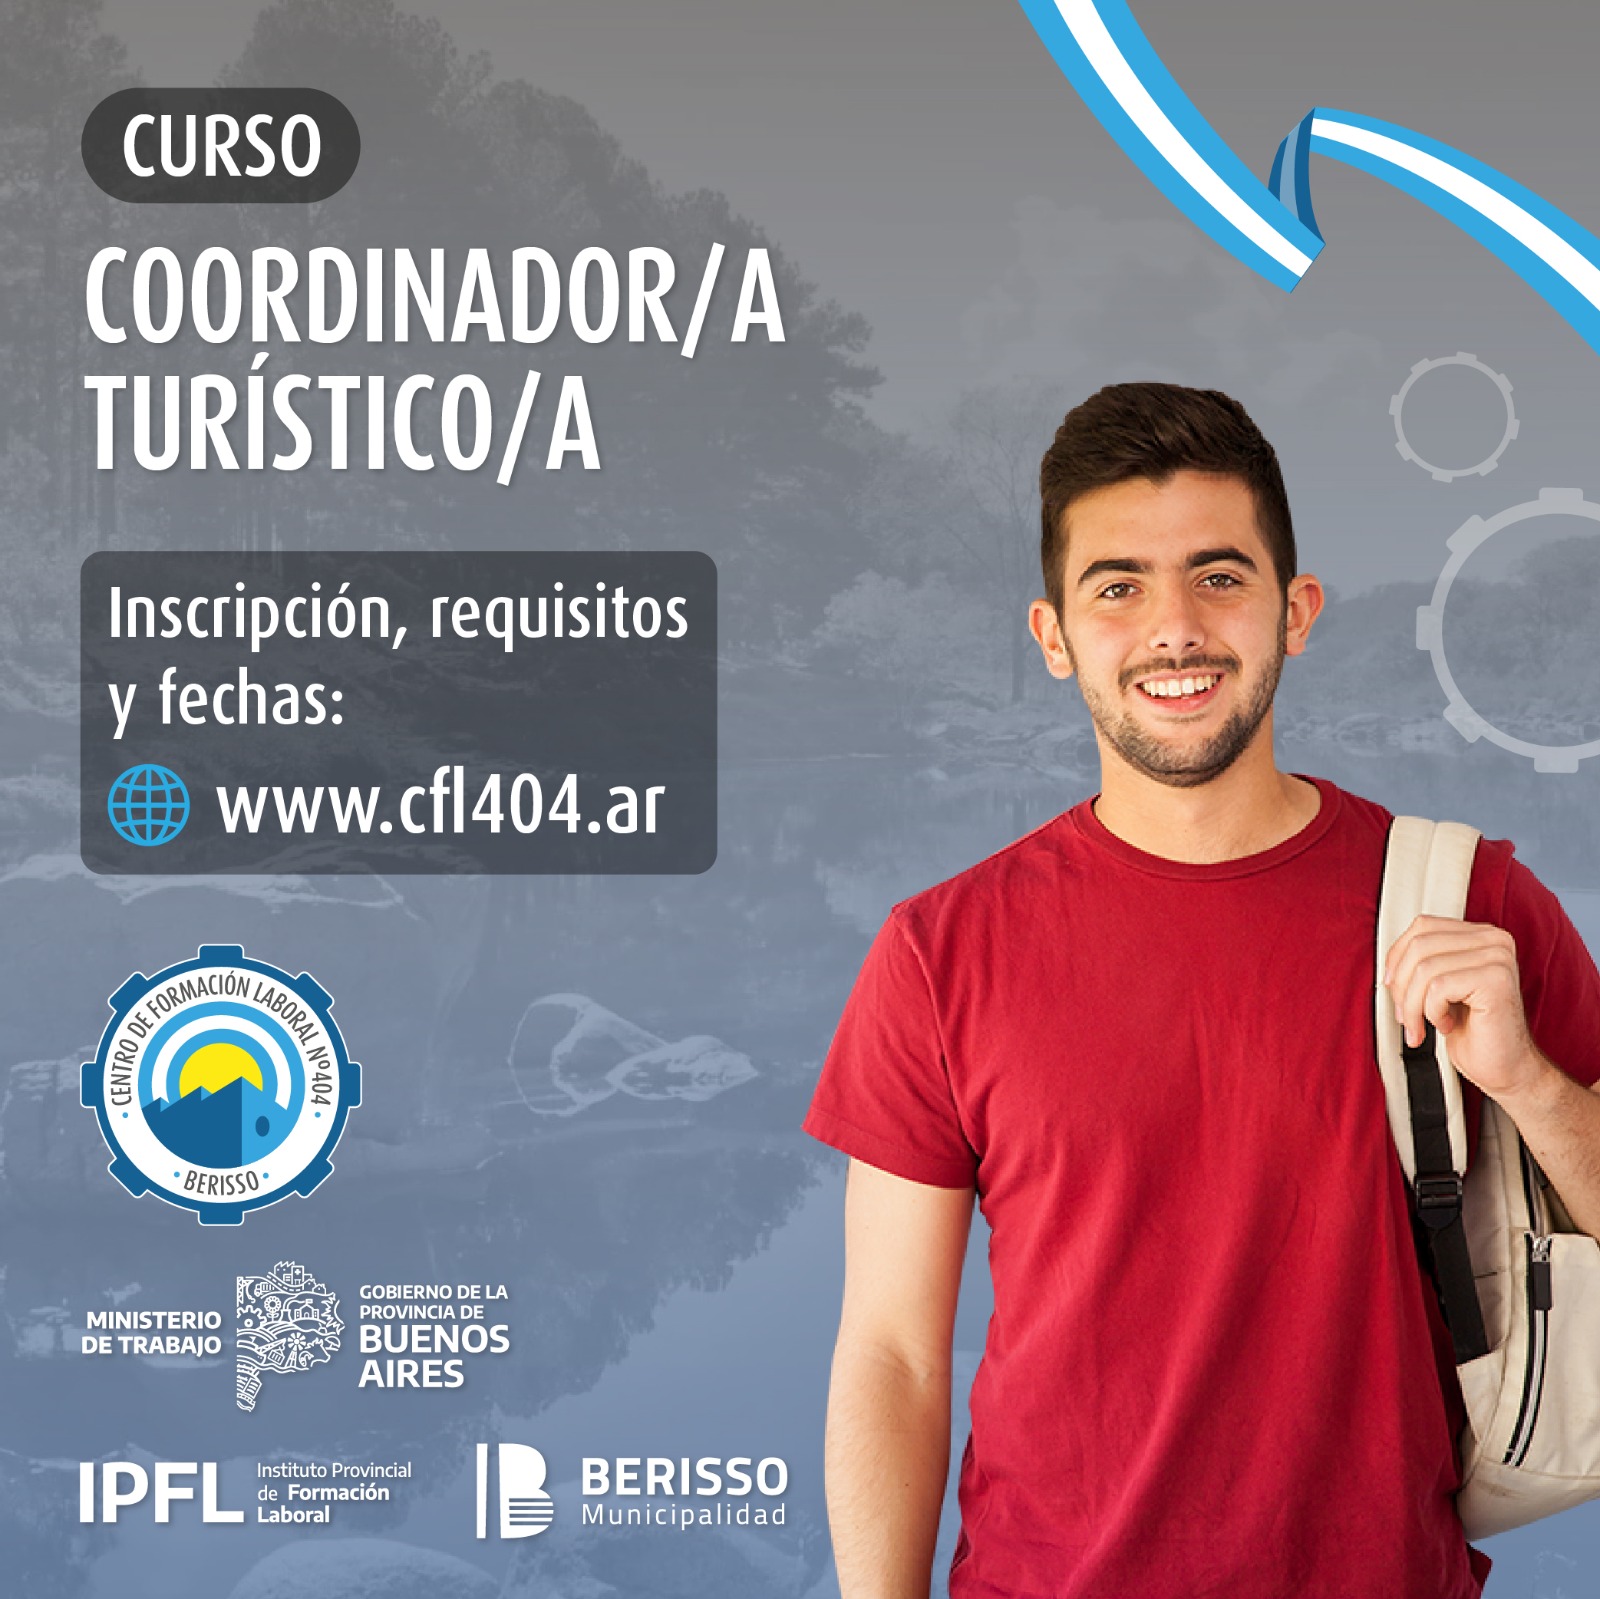 CURSO
COORDINADOR/A
TURÍSTICO/A
Inscripción, requisitos
y fechas:
www.cfl404.ar
CENTRO DE FORMACIÓN LABORAL Nº404
BERISSO
MINISTERIO
DE TRABAJO
GOBIERNO DE LA
PROVINCIA DE
BUENOS
AIRES
IPFL
Instituto Provincial
de Formación
Laboral
BERISSO
Municipalidad